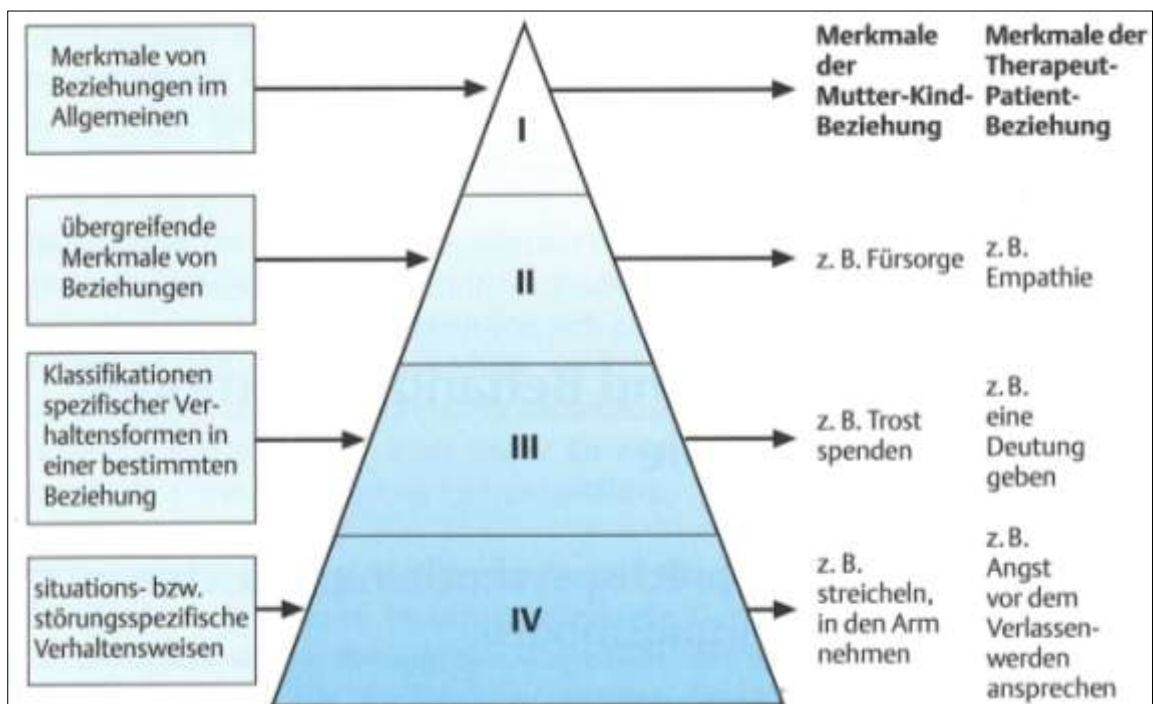 Merkmale von
Beziehungen im
Allgemeinen
I
Merkmale
der
Mutter-Kind-
Beziehung
Merkmale der
Therapeut-
Patient-
Beziehung
übergreifende
Merkmale von
Beziehungen
II
z. B. Fürsorge
z. B.
Empathie
Klassifikationen
spezifischer Ver-
haltensformen in
einer bestimmten
Beziehung
III
z. B. Trost
spenden
z. B.
eine
Deutung
geben
situations- bzw.
störungsspezifische
Verhaltensweisen
IV
z. B.
streicheln,
in den Arm
nehmen
z. B.
Angst
vor dem
Verlassen-
werden
ansprechen